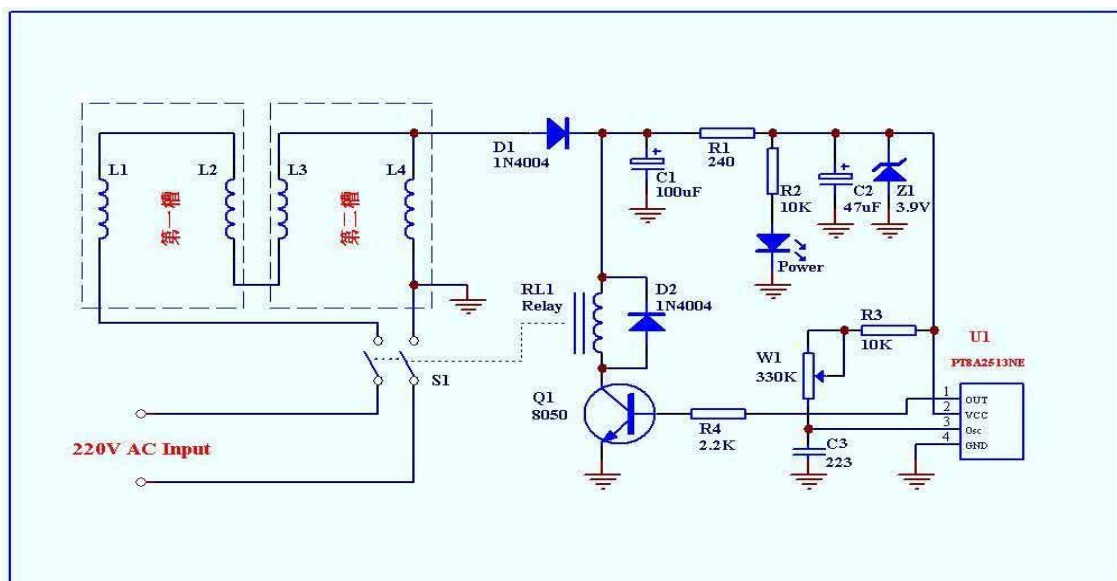 L1
L2
L3
L4
第一槽
第二槽
D1
1N4004
C1
100uF
R1
240
R2
10K
C2
47uF
Z1
3.9V
Power
RL1
Relay
D2
1N4004
S1
Q1
8050
R4
2.2K
W1
330K
R3
10K
C3
223
U1
PT8A2513NE
1 OUT
2 VCC
3 Osc
4 GND
220V AC Input